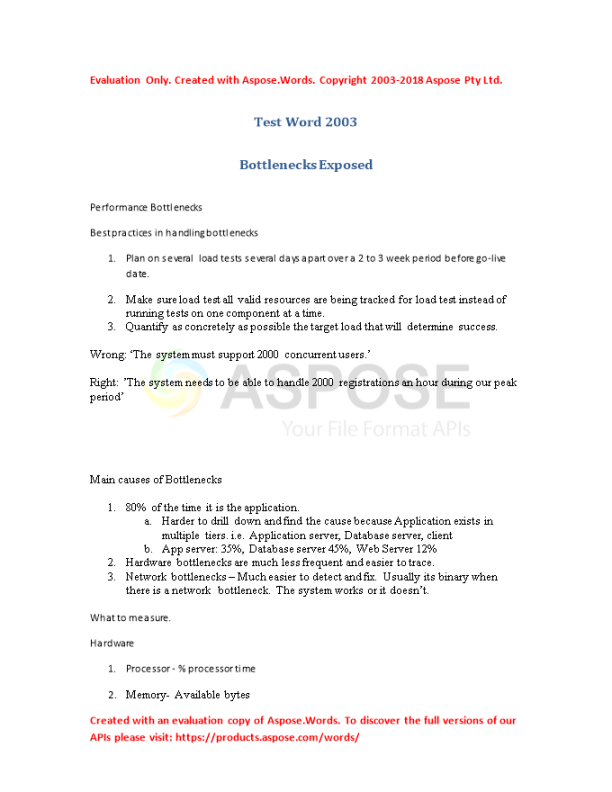 Evaluation Only. Created with Aspose.Words. Copyright 2003-2018 Aspose Pty Ltd.
Test Word 2003
Bottlenecks Exposed
Performance Bottlenecks
Best practices in handling bottlenecks
1. Plan on several load tests several days apart over a 2 to 3 week period before go-live
date.
2. Make sure load test all valid resources are being tracked for load test instead of
running tests on one component at a time.
3. Quantify as concretely as possible the target load that will determine success.
Wrong: ‘The system must support 2000 concurrent users.’
Right: ’The system needs to be able to handle 2000 registrations an hour during our peak
period’
ASPOSE
Your File Format APIs
Main causes of Bottlenecks
1. 80% of the time it is the application.
a. Harder to drill down and find the cause because Application exists in
multiple tiers. i.e. Application server, Database server, client
b. App server: 35%, Database server 45%, Web Server 12%
2. Hardware bottlenecks are much less frequent and easier to trace.
3. Network bottlenecks – Much easier to detect and fix. Usually its binary when
there is a network bottleneck. The system works or it doesn’t.
What to measure.
Hardware
1. Processor - % processor time
2. Memory- Available bytes
Created with an evaluation copy of Aspose.Words. To discover the full versions of our
APIs please visit: https://products.aspose.com/words/